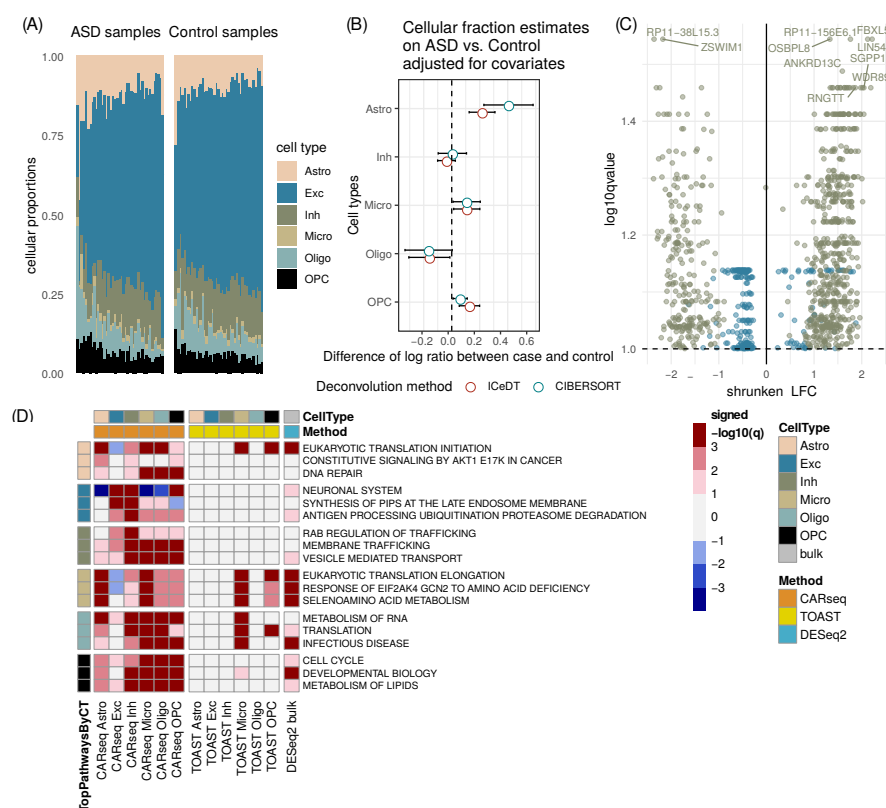 (A)
ASD samples
Control samples
1.00
0.75
0.50
0.25
0.00
cellular proportions
cell type
Astro
Exc
Inh
Micro
Oligo
OPC
(B)
Cellular fraction estimates
on ASD vs. Control
adjusted for covariates
Cell types
Astro
Inh
Micro
Oligo
OPC
−0.4
−0.2
0.0
0.2
0.4
0.6
Difference of log ratio between case and control
Deconvolution method
ICeDT
CIBERSORT
(C)
RP11−38L15.3
ZSWIM1
RP11−156E6.1
FBXL5
OSBPL8
LIN54
SGPP1
ANKRD13C
WDR89
RNGTT
log10qvalue
1.4
1.2
1.0
−2
−1
0
1
2
shrunken LFC
(D)
CellType
Method
EUKARYOTIC TRANSLATION INITIATION
CONSTITUTIVE SIGNALING BY AKT1 E17K IN CANCER
DNA REPAIR
NEURONAL SYSTEM
SYNTHESIS OF PIPS AT THE LATE ENDOSOME MEMBRANE
ANTIGEN PROCESSING UBIQUITINATION PROTEASOME DEGRADATION
RAB REGULATION OF TRAFFICKING
MEMBRANE TRAFFICKING
VESICLE MEDIATED TRANSPORT
EUKARYOTIC TRANSLATION ELONGATION
RESPONSE OF EIF2AK4 GCN2 TO AMINO ACID DEFICIENCY
SELENOAMINO ACID METABOLISM
METABOLISM OF RNA
TRANSLATION
INFECTIOUS DISEASE
CELL CYCLE
DEVELOPMENTAL BIOLOGY
METABOLISM OF LIPIDS
TopPathwaysByCT
CARseq Astro
CARseq Exc
CARseq Inh
CARseq Micro
CARseq Oligo
CARseq OPC
TOAST Astro
TOAST Exc
TOAST Inh
TOAST Micro
TOAST Oligo
TOAST OPC
DESeq2 bulk
signed
−log10(q)
3
2
1
0
−1
−2
−3
CellType
Astro
Exc
Inh
Micro
Oligo
OPC
bulk
Method
CARseq
TOAST
DESeq2